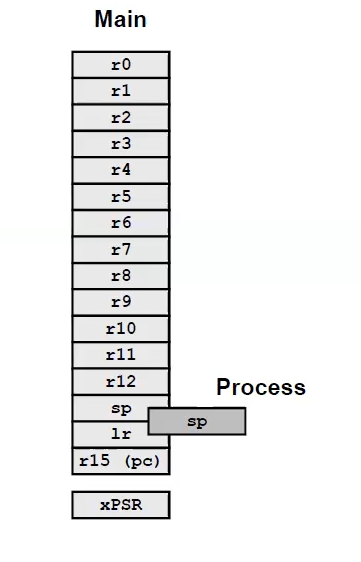 Main
r0
r1
r2
r3
r4
r5
r6
r7
r8
r9
r10
r11
r12
Process
sp
sp
lr
r15 (pc)
xPSR